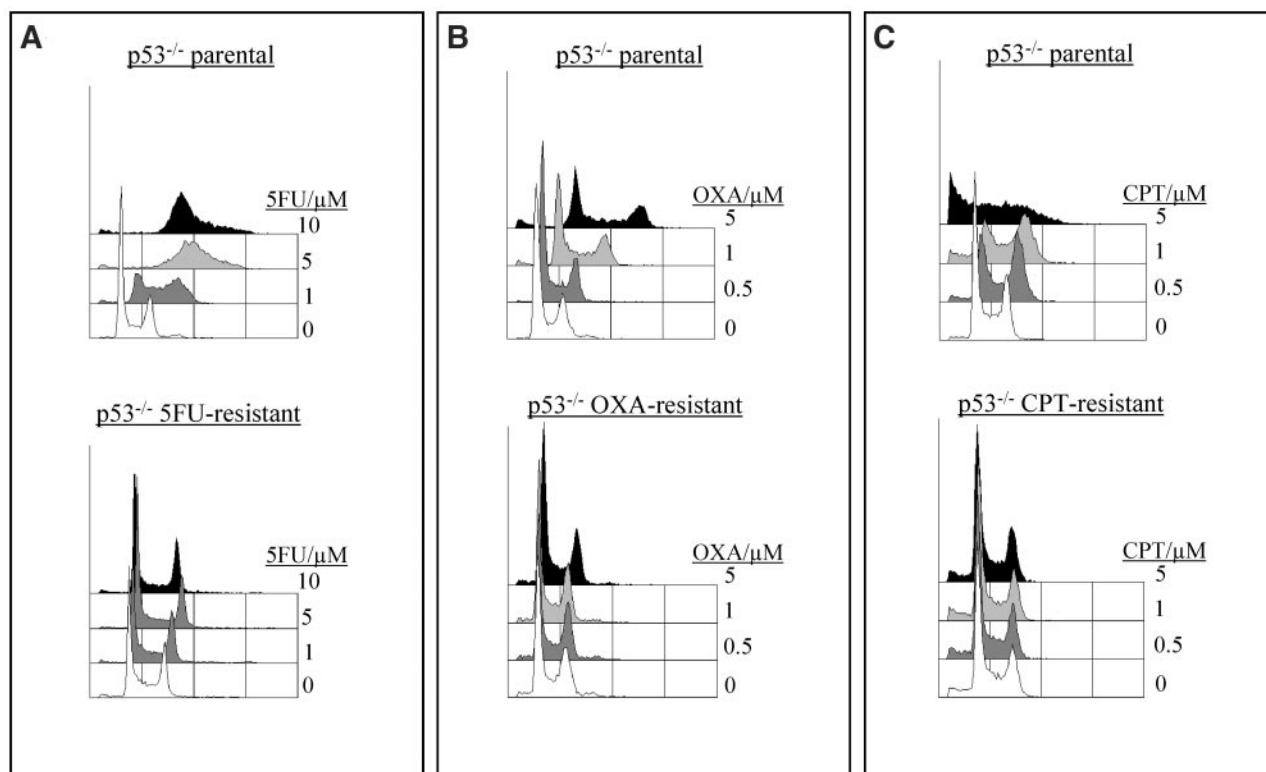 A
p53-/- parental
5FU/µM
10
5
1
0
p53-/- 5FU-resistant
5FU/µM
10
5
1
0
B
p53-/- parental
OXA/µM
5
1
0.5
0
p53-/- OXA-resistant
OXA/µM
5
1
0.5
0
C
p53-/- parental
CPT/µM
5
1
0.5
0
p53-/- CPT-resistant
CPT/µM
5
1
0.5
0